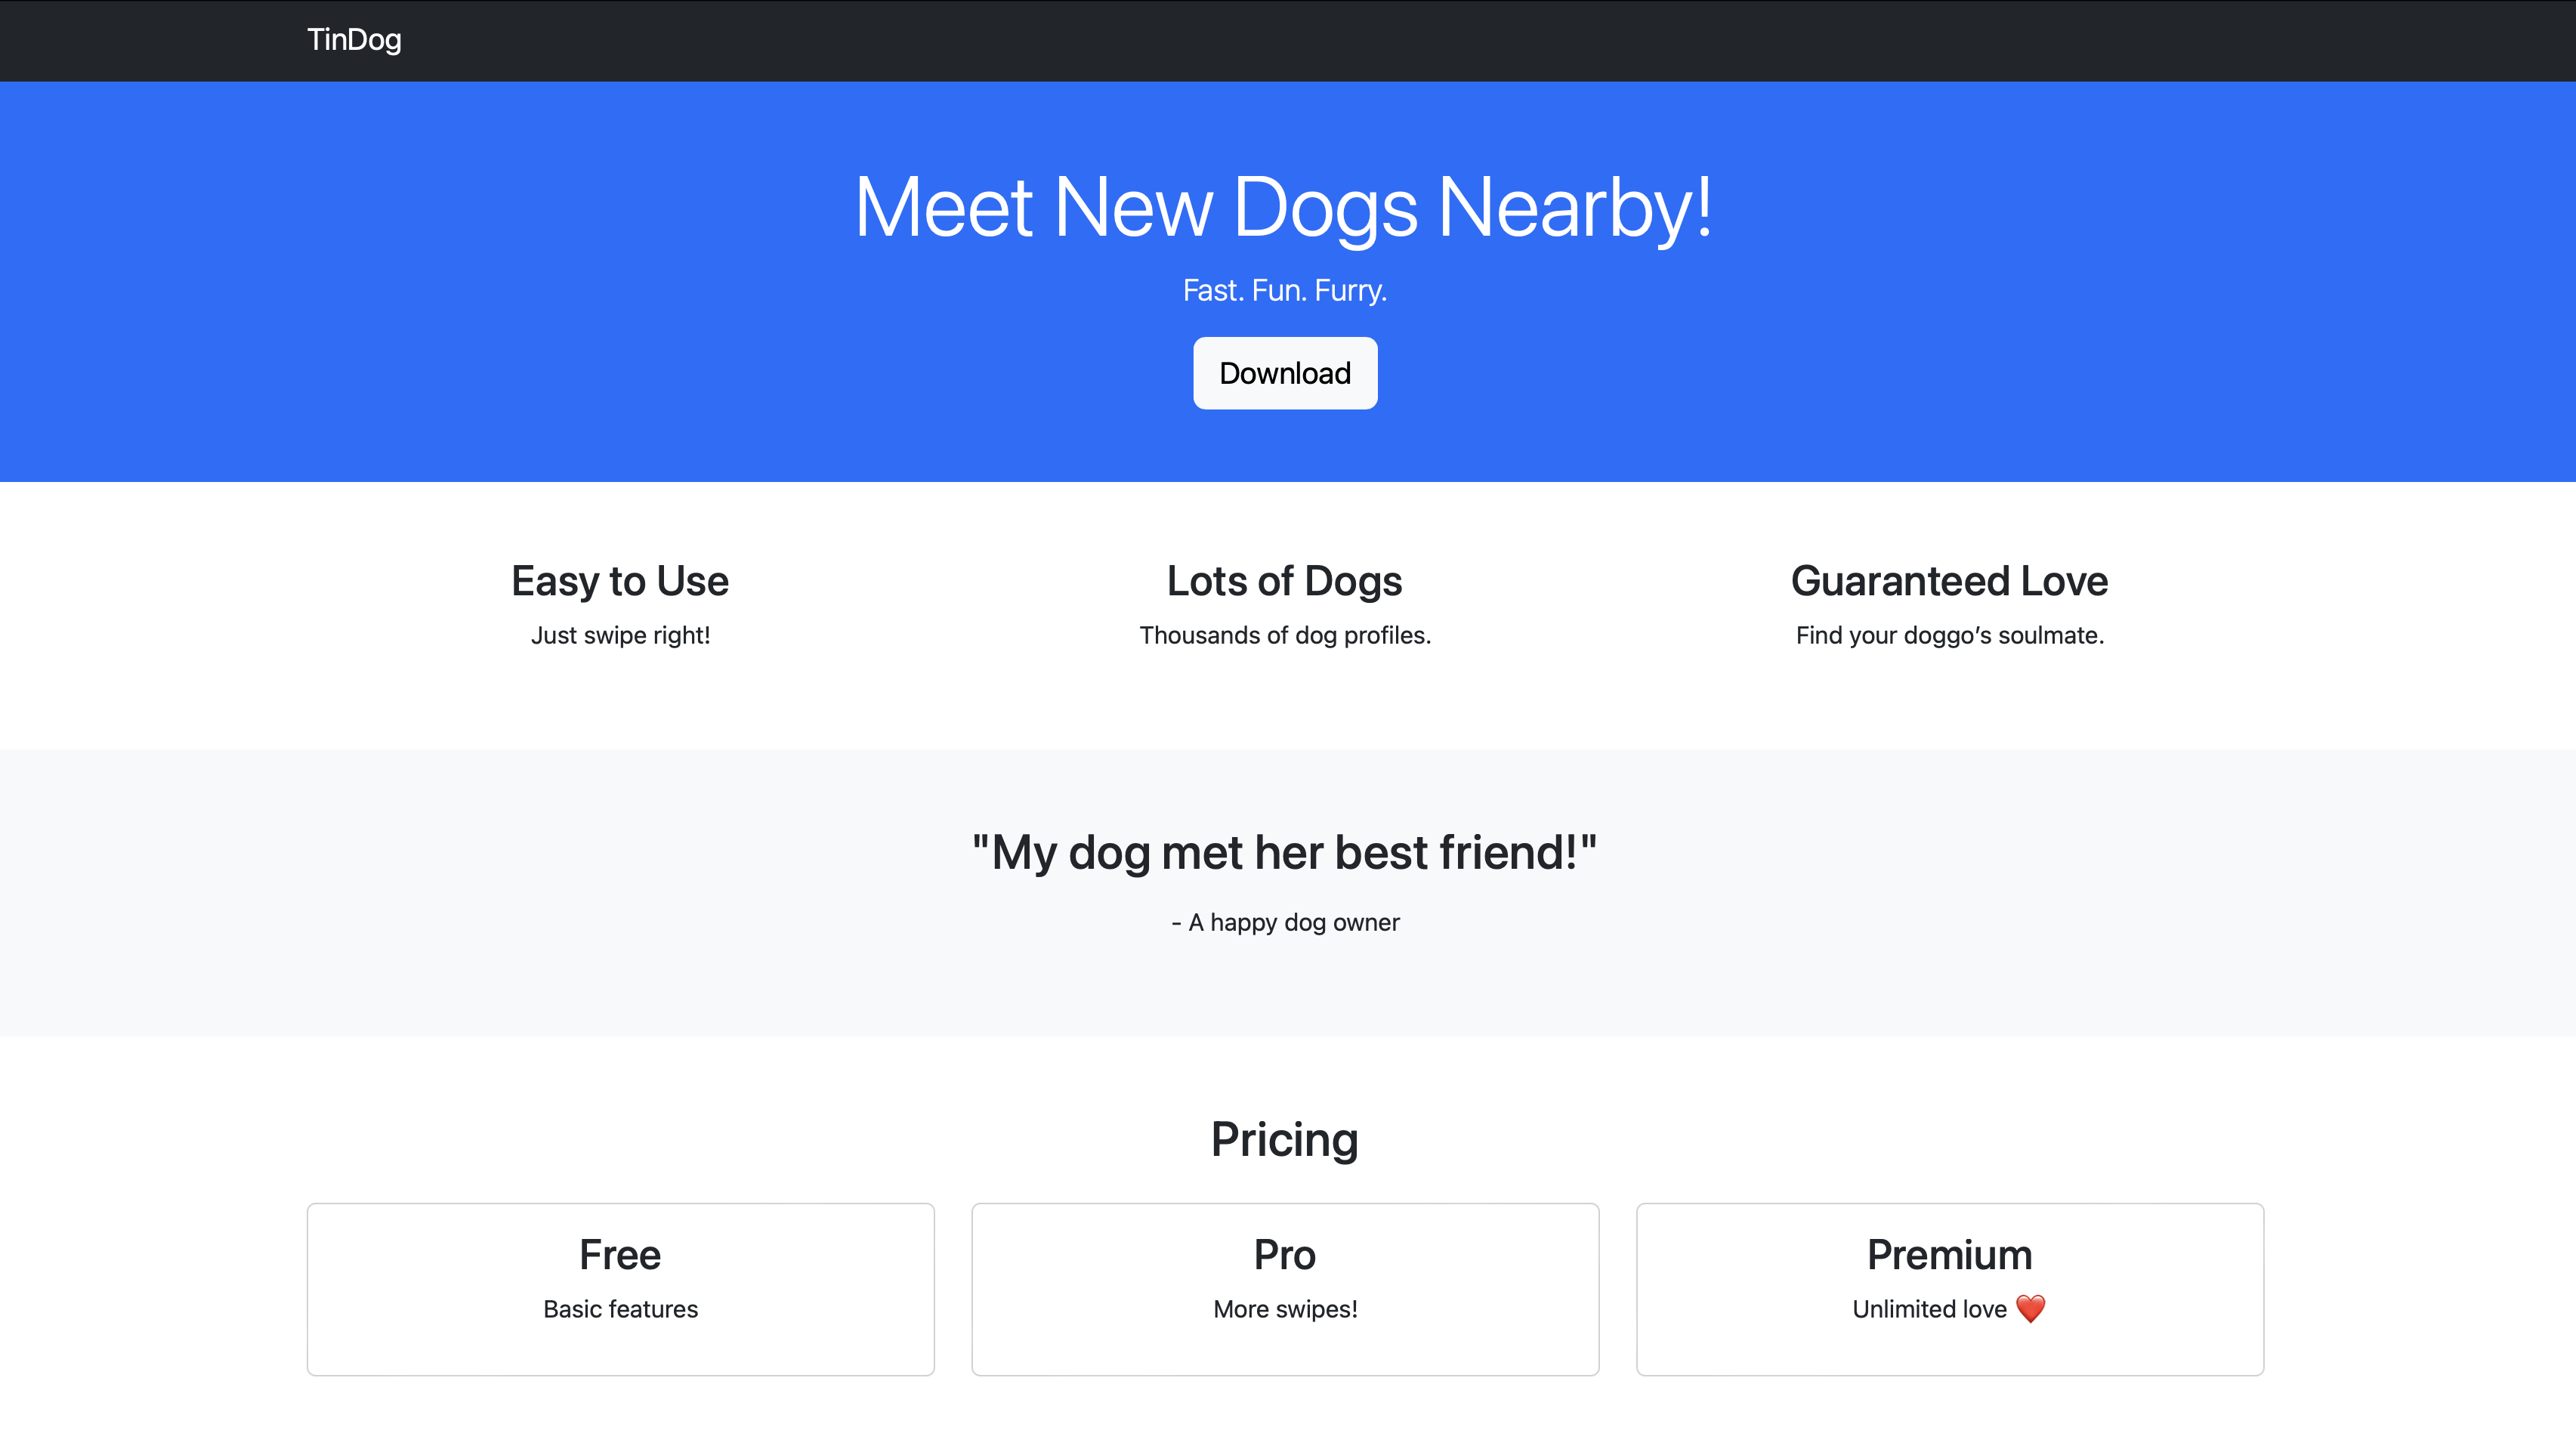 TinDog
Meet New Dogs Nearby!
Fast. Fun. Furry.
Download
Easy to Use
Just swipe right!
Lots of Dogs
Thousands of dog profiles.
Guaranteed Love
Find your doggo’s soulmate.
"My dog met her best friend!"
- A happy dog owner
Pricing
Free
Basic features
Pro
More swipes!
Premium
Unlimited love ❤️